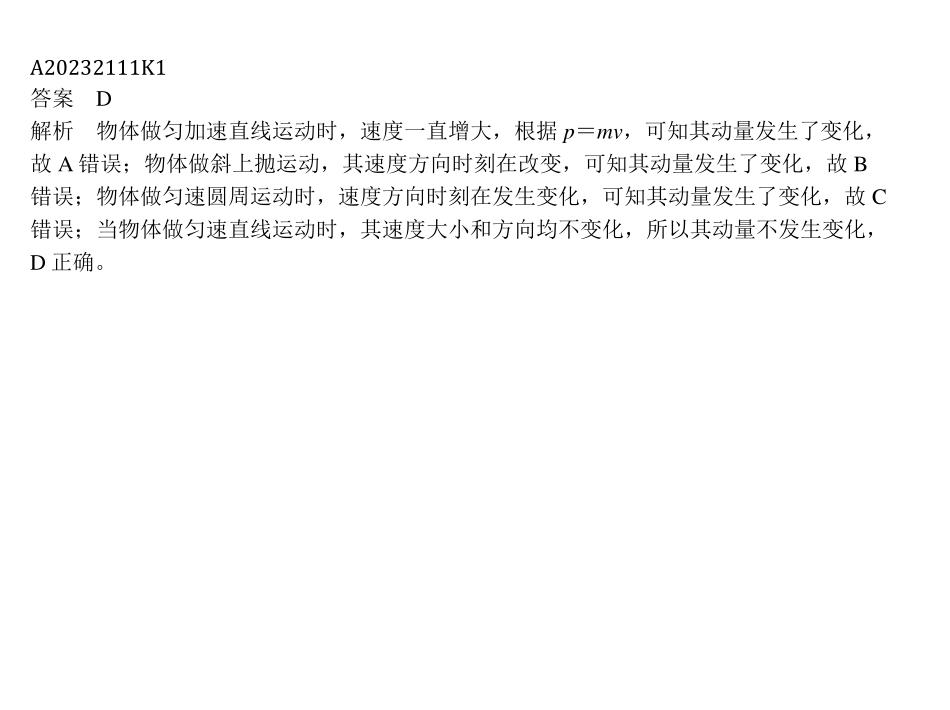 A20232111K1
答案　D
解析　物体做匀加速直线运动时，速度一直增大，根据 p＝mv，可知其动量发生了变化，
故 A 错误；物体做斜上抛运动，其速度方向时刻在改变，可知其动量发生了变化，故 B
错误；物体做匀速圆周运动时，速度方向时刻在发生变化，可知其动量发生了变化，故 C
错误；当物体做匀速直线运动时，其速度大小和方向均不变化，所以其动量不发生变化，
D 正确。